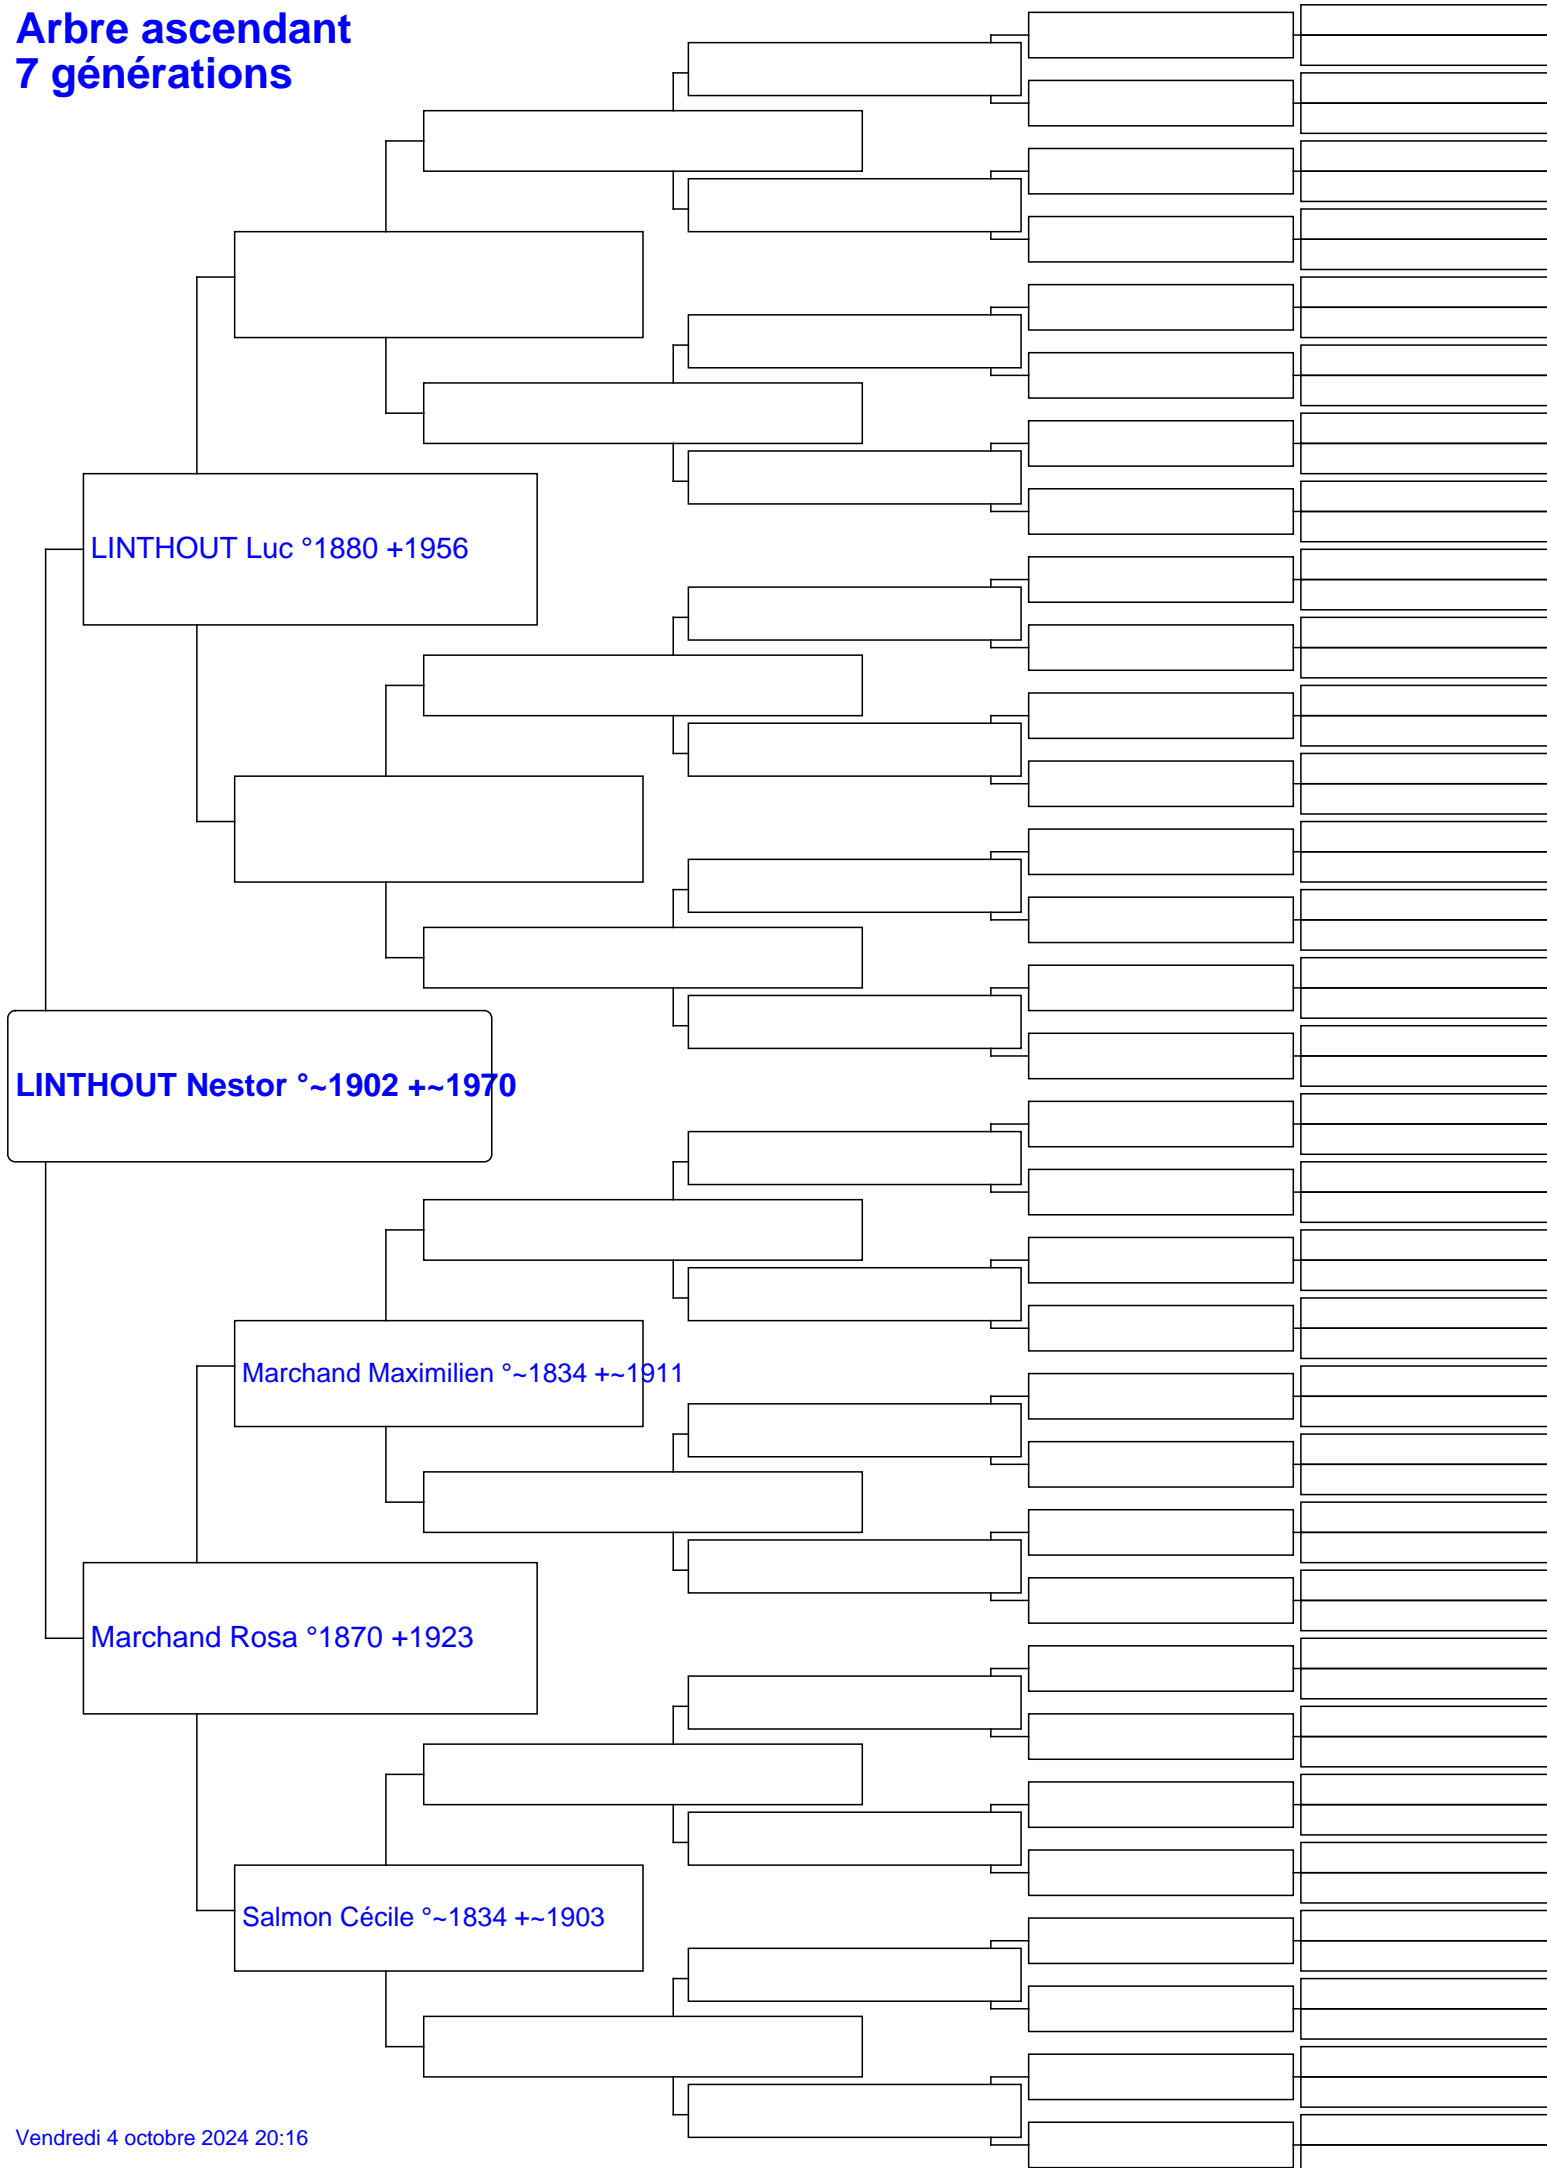 Arbre ascendant
7 générations
LINTHOUT Luc °1880 +1956
LINTHOUT Nestor °~1902 +~1970
Marchand Maximilien °~1834 +~1911
Marchand Rosa °1870 +1923
Salmon Cécile °~1834 +~1903
Vendredi 4 octobre 2024 20:16